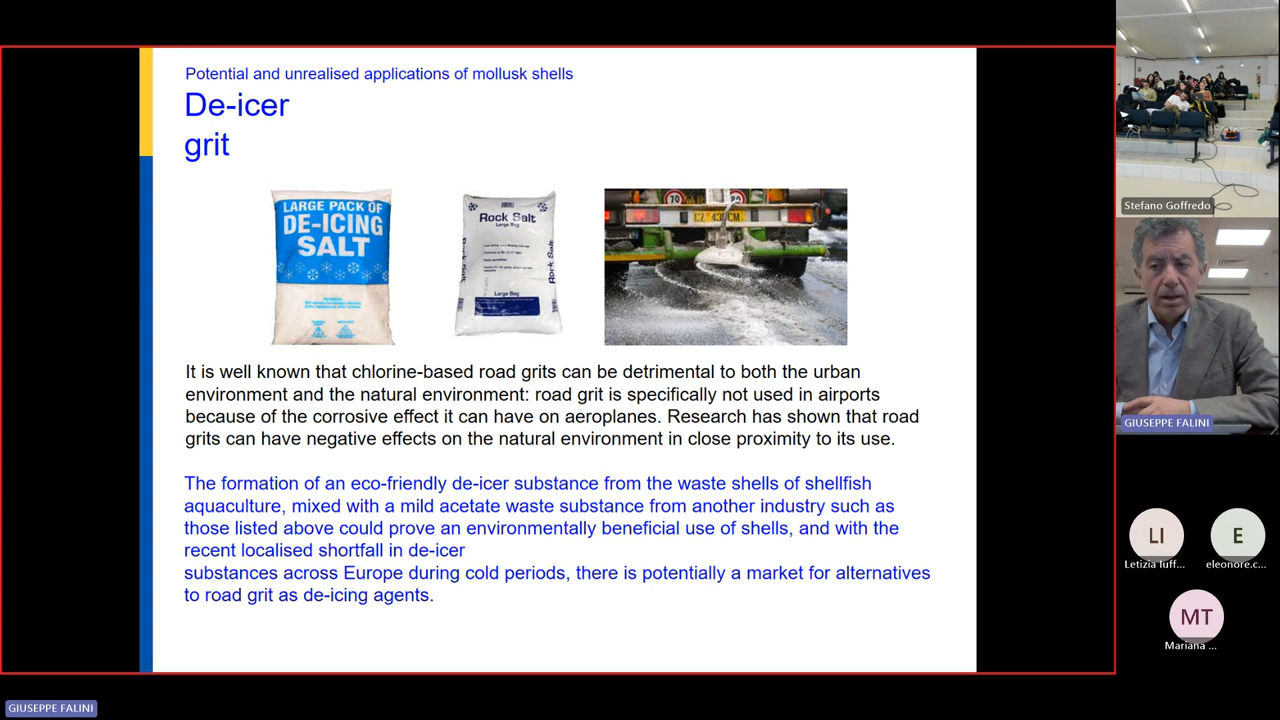 Potential and unrealised applications of mollusk shells
De-icer
grit
LARGE PACK OF
DE-ICING
SALT
Rock Salt
Large Bag
Rock Salt
Large Bag
70
It is well known that chlorine-based road grits can be detrimental to both the urban
environment and the natural environment: road grit is specifically not used in airports
because of the corrosive effect it can have on aeroplanes. Research has shown that road
grits can have negative effects on the natural environment in close proximity to its use.
The formation of an eco-friendly de-icer substance from the waste shells of shellfish
aquaculture, mixed with a mild acetate waste substance from another industry such as
those listed above could prove an environmentally beneficial use of shells, and with the
recent localised shortfall in de-icer
substances across Europe during cold periods, there is potentially a market for alternatives
to road grit as de-icing agents.
Stefano Goffredo
GIUSEPPE FALINI
LI
Letizia Iuff...
E
eleonore.c...
MT
Mariana ...
GIUSEPPE FALINI